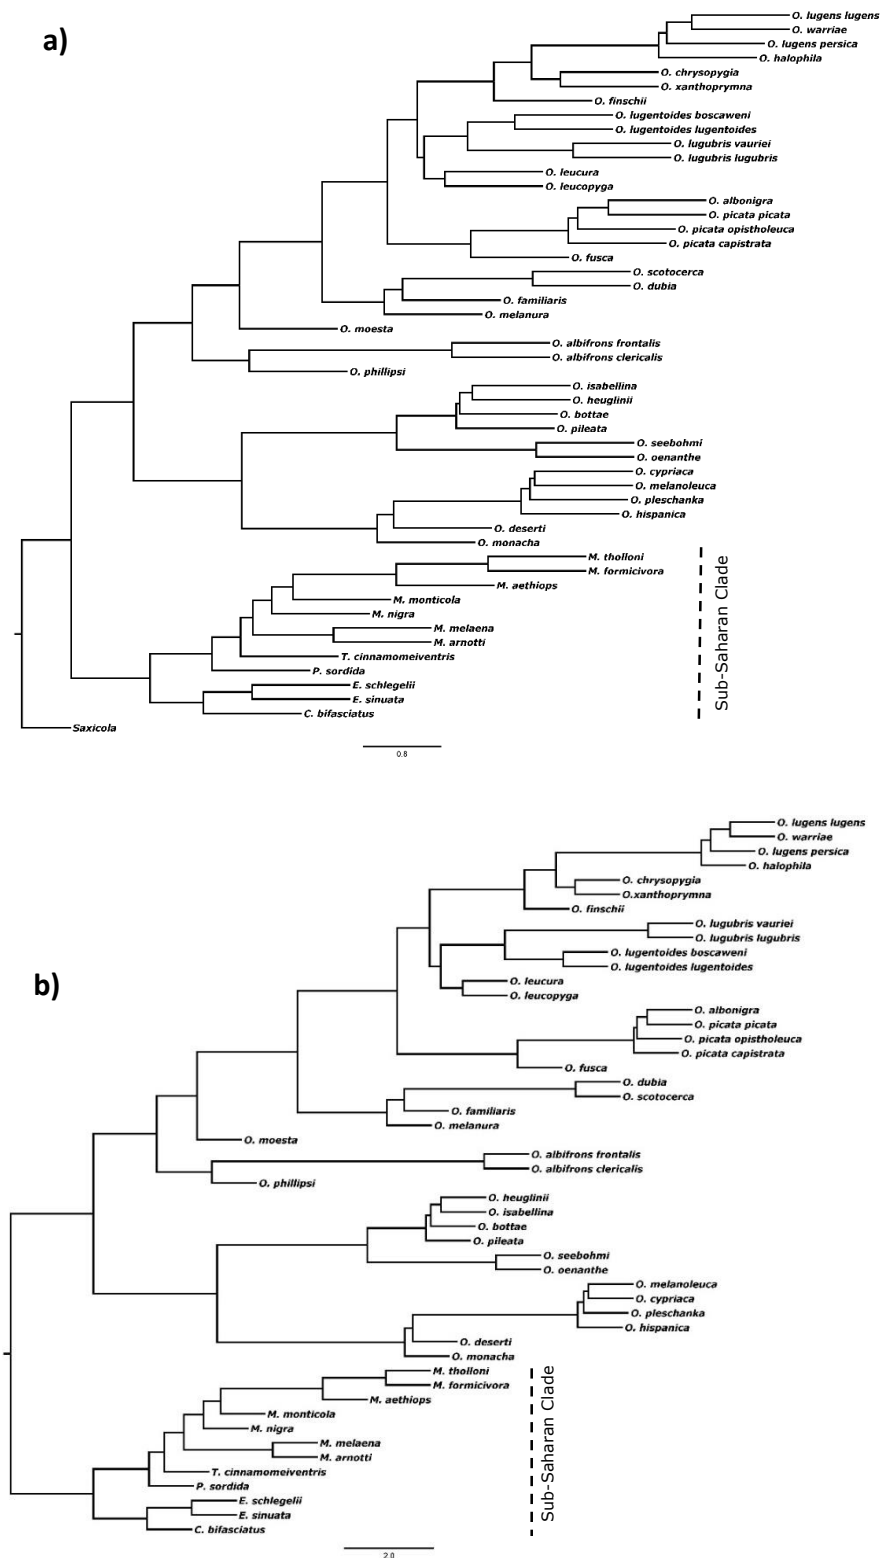 a)
O. lugens lugens
O. warriae
O. lugens persica
O. halophila
O. chrysopygia
O. xanthoprymna
O. finschii
O. lugentoides boscaweni
O. lugentoides lugentoides
O. lugubris vauriei
O. lugubris lugubris
O. leucura
O. leucopyga
O. albonigra
O. picata picata
O. picata opistholeuca
O. picata capistrata
O. fusca
O. scotocerca
O. dubia
O. familiaris
O. melanura
O. moesta
O. albifrons frontalis
O. albifrons clericalis
O. phillipsi
O. isabellina
O. heuglinii
O. bottae
O. pileata
O. seebohmi
O. oenanthe
O. cypriaca
O. melanoleuca
O. pleschanka
O. hispanica
O. deserti
O. monacha
M. tholloni
M. formicivora
M. aethiops
M. monticola
M. nigra
M. melaena
M. arnotti
T. cinnamomeiventris
P. sordida
E. schlegelii
E. sinuata
C. bifasciatus
Saxicola
Sub-Saharan Clade
0.8
b)
O. lugens lugens
O. warriae
O. lugens persica
O. halophila
O. chrysopygia
O.xanthoprymna
O. finschii
O. lugubris vauriei
O. lugubris lugubris
O. lugentoides boscaweni
O. lugentoides lugentoides
O. leucura
O. leucopyga
O. albonigra
O. picata picata
O. picata opistholeuca
O. picata capistrata
O. fusca
O. dubia
O. scotocerca
O. familiaris
O. melanura
O. moesta
O. albifrons frontalis
O. albifrons clericalis
O. phillipsi
O. heuglinii
O. isabellina
O. bottae
O. pileata
O. seebohmi
O. oenanthe
O. melanoleuca
O. cypriaca
O. pleschanka
O. hispanica
O. deserti
O. monacha
M. tholloni
M. formicivora
M. aethiops
M. monticola
M. nigra
M. melaena
M. arnotti
T. cinnamomeiventris
P. sordida
E. schlegelii
E. sinuata
C. bifasciatus
Sub-Saharan Clade
2.0